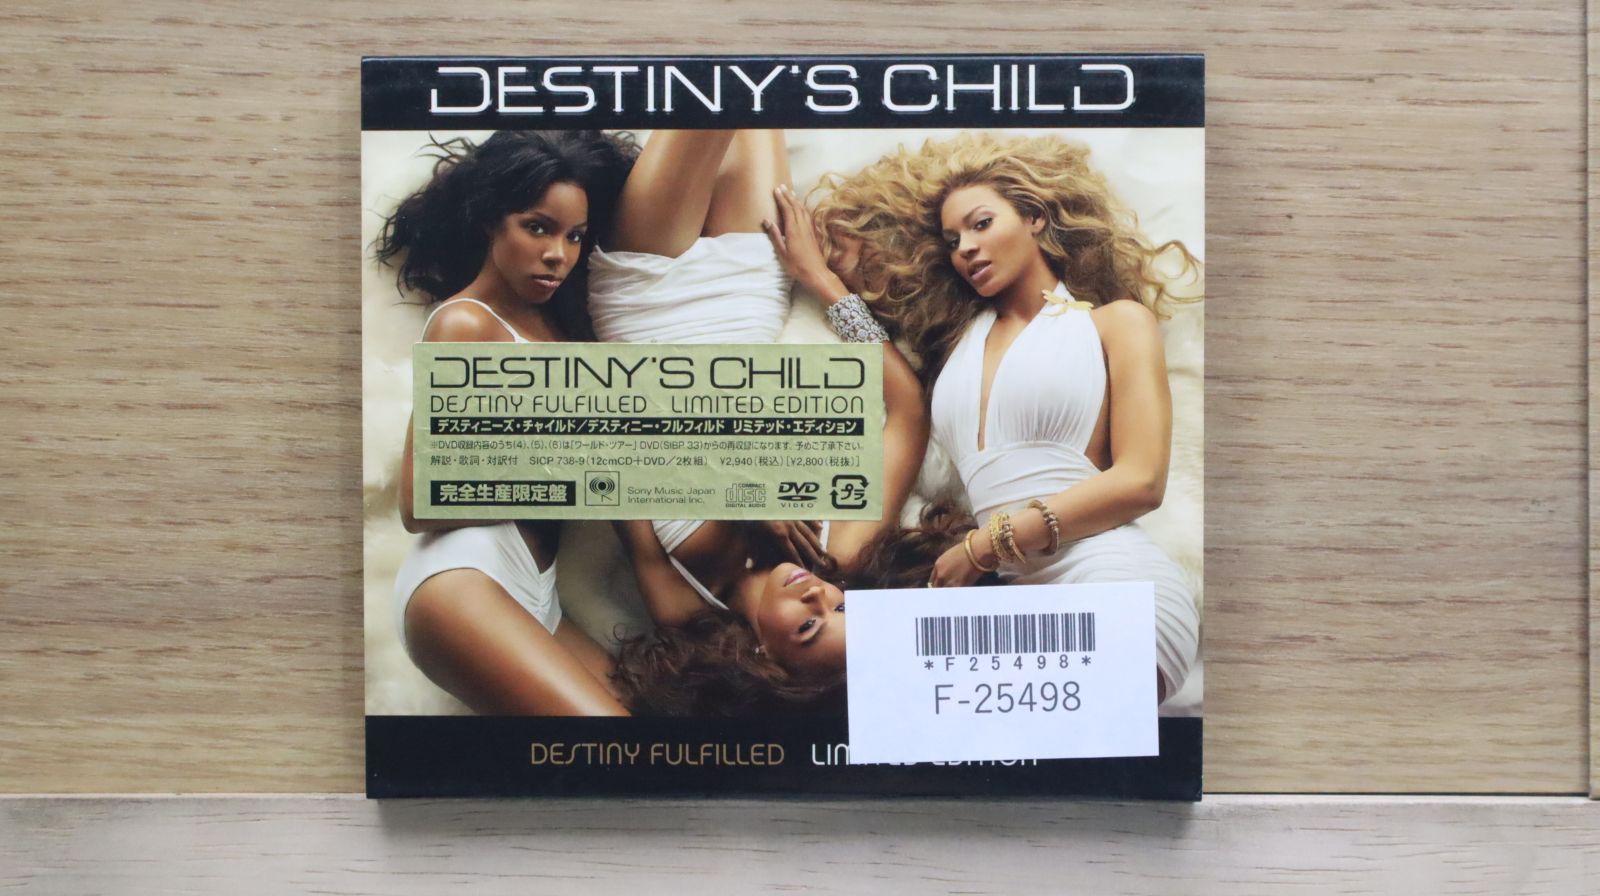 DESTINY'S CHILD
DESTINY'S CHILD
DESTINY FULFILLED LIMITED EDITION
デスティニーズ・チャイルド／デスティニー・フルフィルド リミテッド・エディション
※DVD収録内容のうち(4)、(5)、(6)は「ワールド・ツアー」DVD(SIBP 33)からの再収録になります。予めご了承下さい。
解説・歌詞・対訳付 SICP 738-9(12cmCD+DVD/2枚組) ¥2,940(税込)[¥2,800(税抜)]
完全生産限定盤
Sony Music Japan
International Inc.
COMPACT
disc
DIGITAL AUDIO
DVD
VIDEO
プラ
*F25498*
F-25498
DESTINY FULFILLED LIMITED EDITION